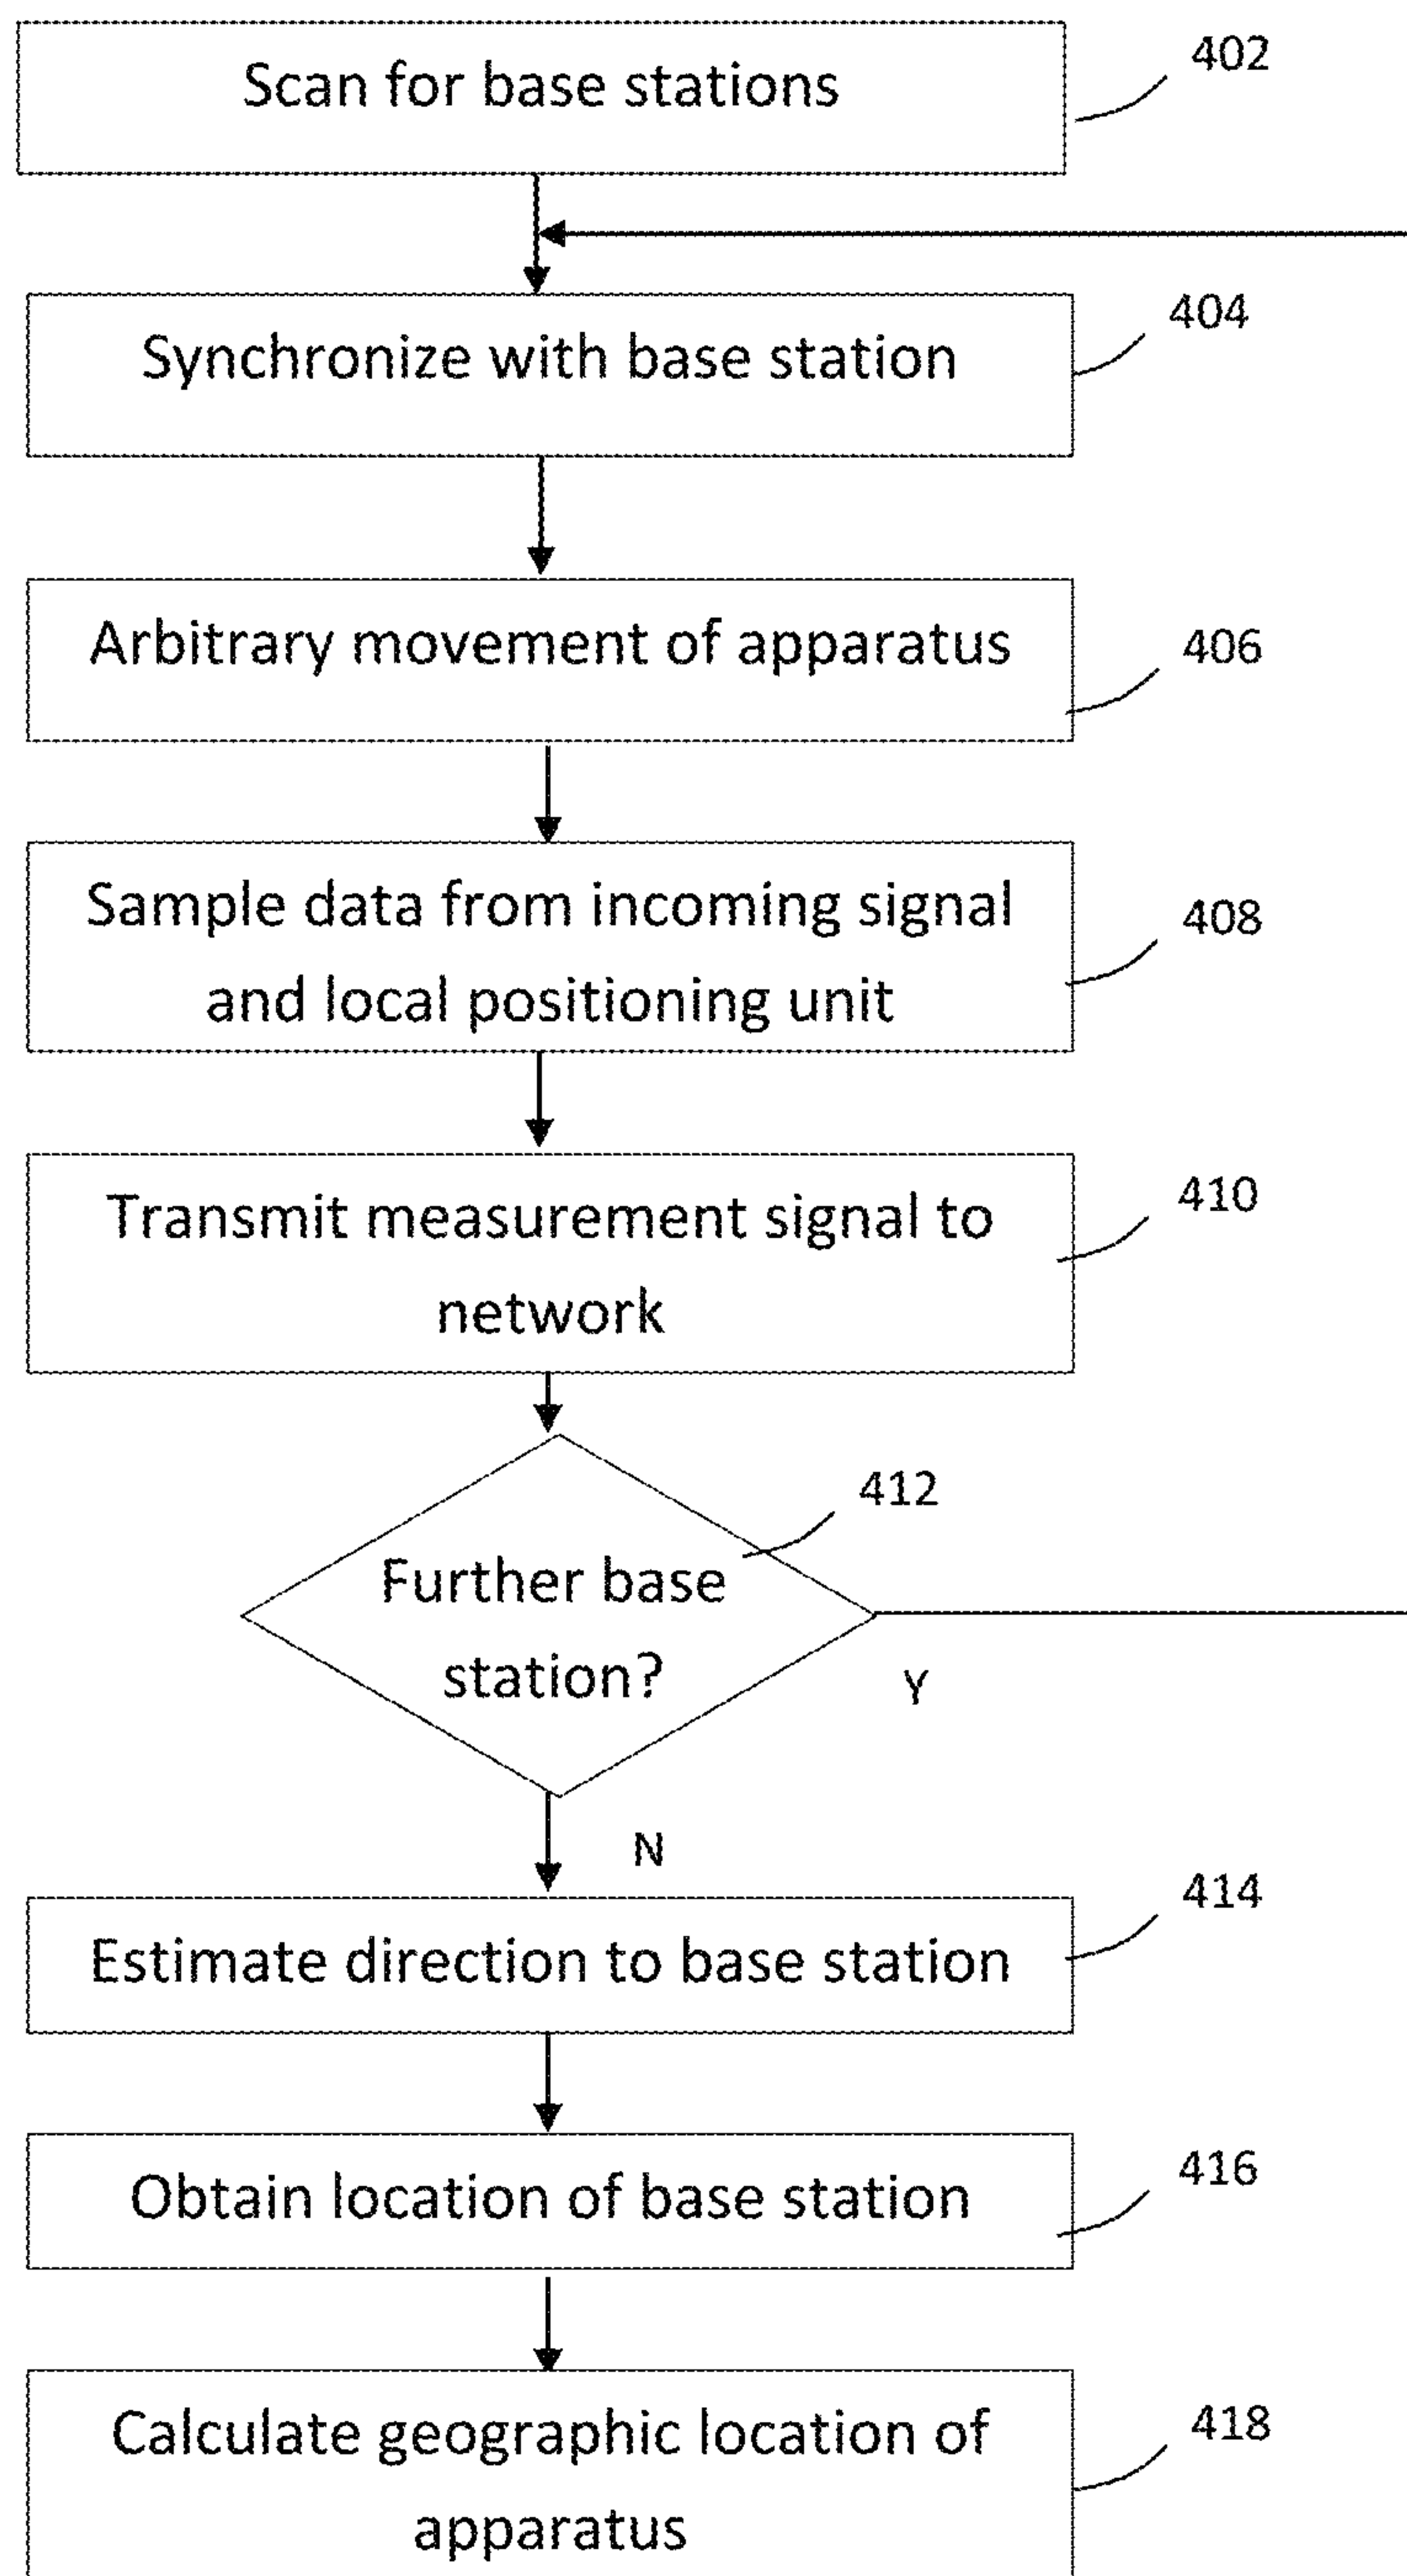 Scan for base stations
402
Synchronize with base station
404
Arbitrary movement of apparatus
406
Sample data from incoming signal
and local positioning unit
408
Transmit measurement signal to
network
410
Further base
station?
412
Y
N
Estimate direction to base station
414
Obtain location of base station
416
Calculate geographic location of
apparatus
418